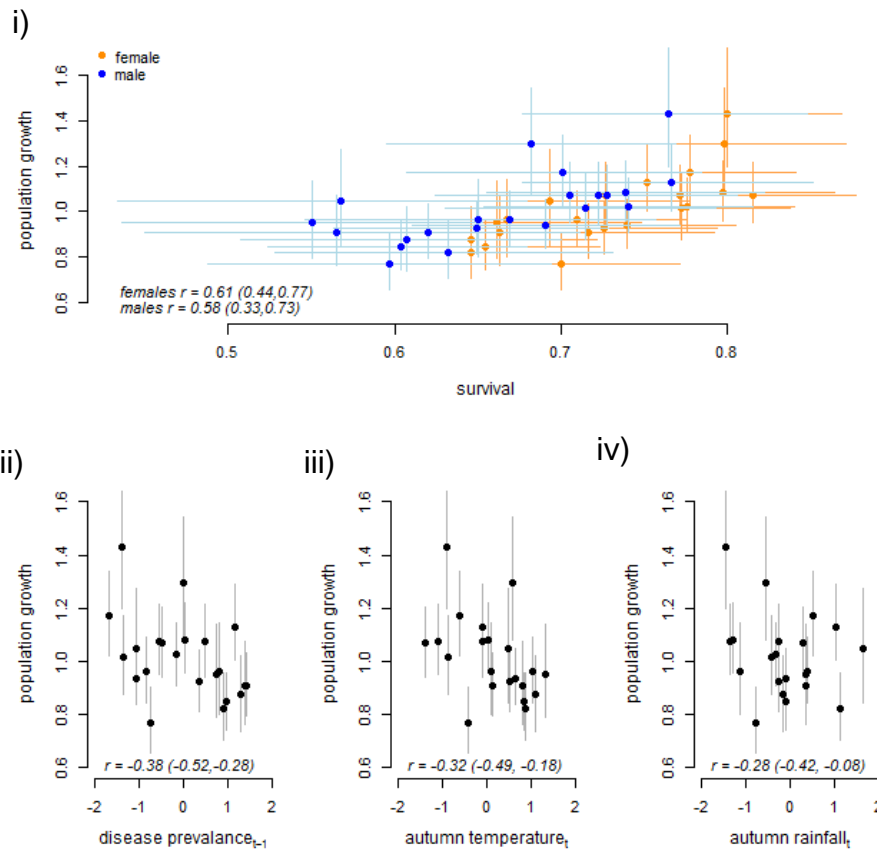 i)
female
male
population growth
0.6 0.8 1.0 1.2 1.4 1.6
females r = 0.61 (0.44,0.77)
males r = 0.58 (0.33,0.73)
0.5 0.6 0.7 0.8
survival
ii)
population growth
0.6 0.8 1.0 1.2 1.4 1.6
r = −0.38 (−0.52,−0.28)
−2 −1 0 1 2
disease prevalance t−1
iii)
population growth
0.6 0.8 1.0 1.2 1.4 1.6
r = −0.32 (−0.49, −0.18)
−2 −1 0 1 2
autumn temperature t
iv)
population growth
0.6 0.8 1.0 1.2 1.4 1.6
r = −0.28 (−0.42, −0.08)
−2 −1 0 1 2
autumn rainfall t